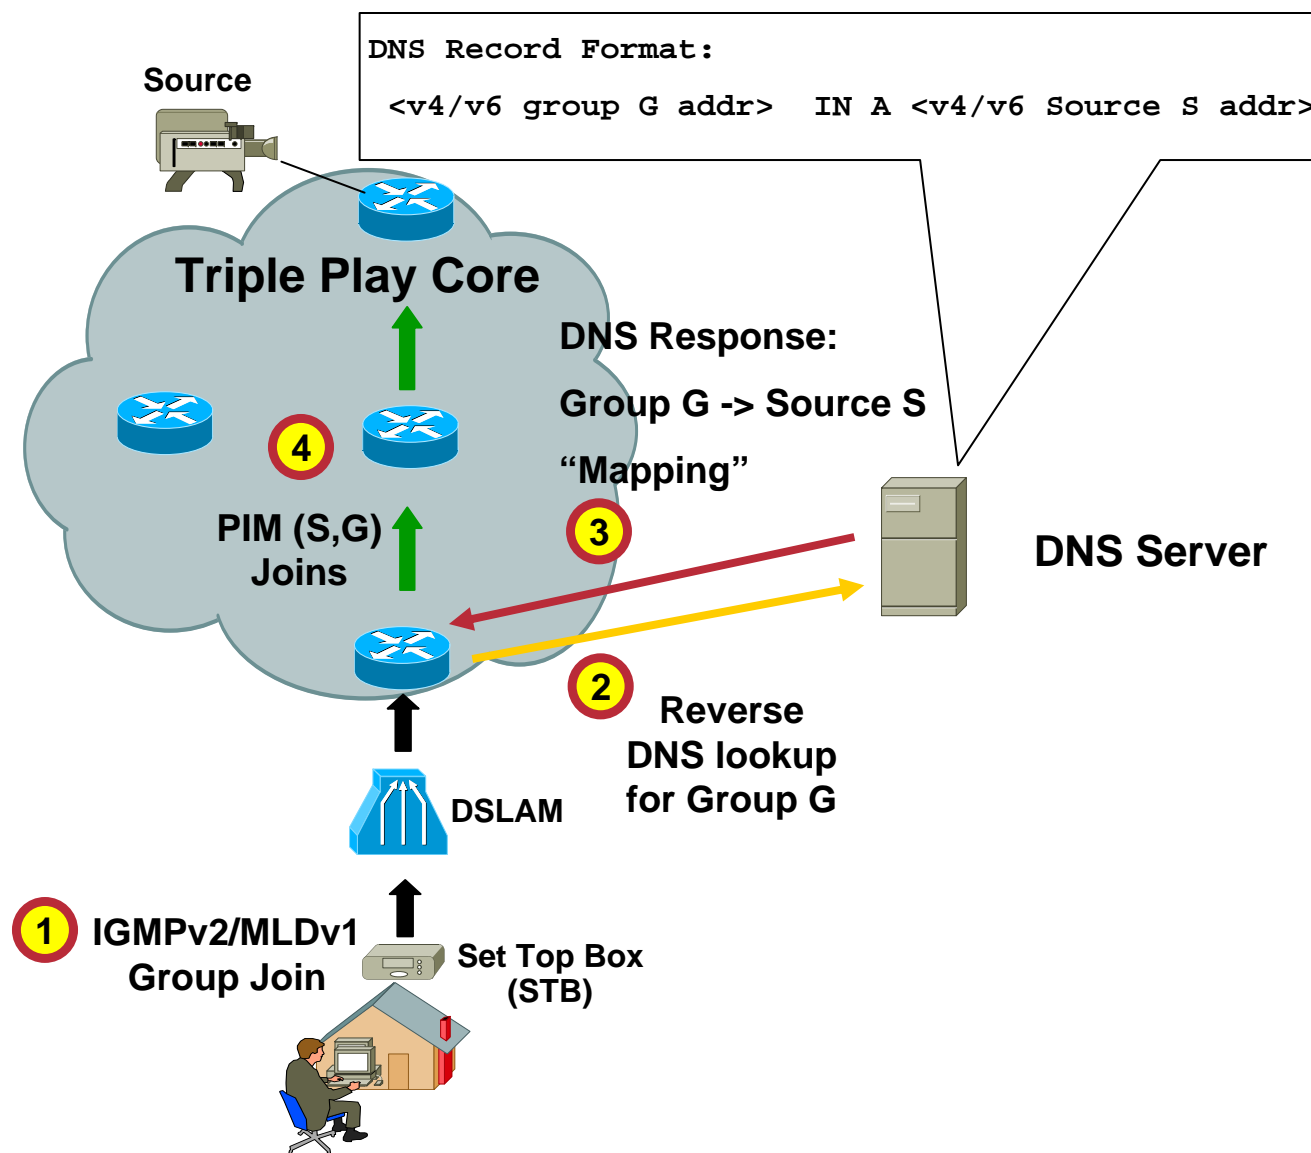 DNS Record Format:
<v4/v6 group G addr> IN A <v4/v6 Source S addr>
Source
Triple Play Core
DNS Response:
Group G -> Source S
“Mapping”
4
PIM (S,G)
Joins
3
DNS Server
2
Reverse
DNS lookup
for Group G
DSLAM
1
IGMPv2/MLDv1
Group Join
Set Top Box
(STB)